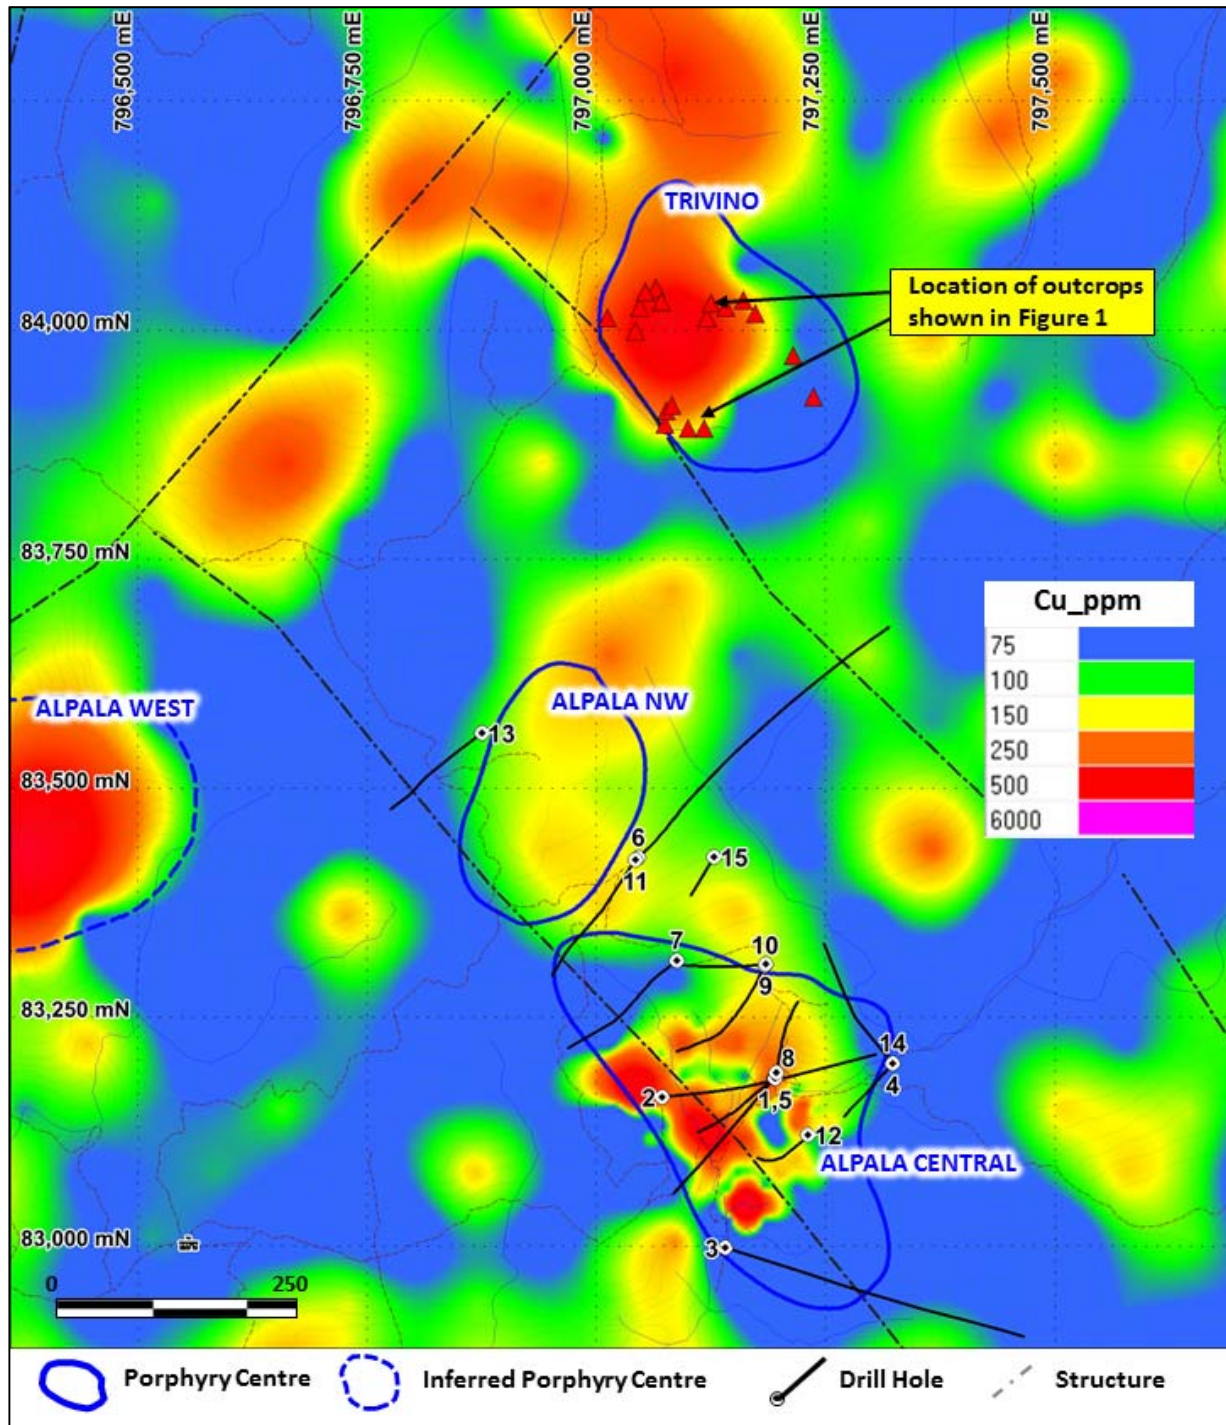 796,500 mE
796,750 mE
797,000 mE
797,250 mE
797,500 mE
TRIVINO
Location of outcrops
shown in Figure 1
84,000 mN
83,750 mN
Cu_ppm
75
100
150
250
500
6000
ALPALA WEST
ALPALA NW
13
83,500 mN
6
11
15
7
10
9
83,250 mN
14
8
4
2
1,5
12
ALPALA CENTRAL
83,000 mN
3
0 250
Porphyry Centre
Inferred Porphyry Centre
Drill Hole
Structure